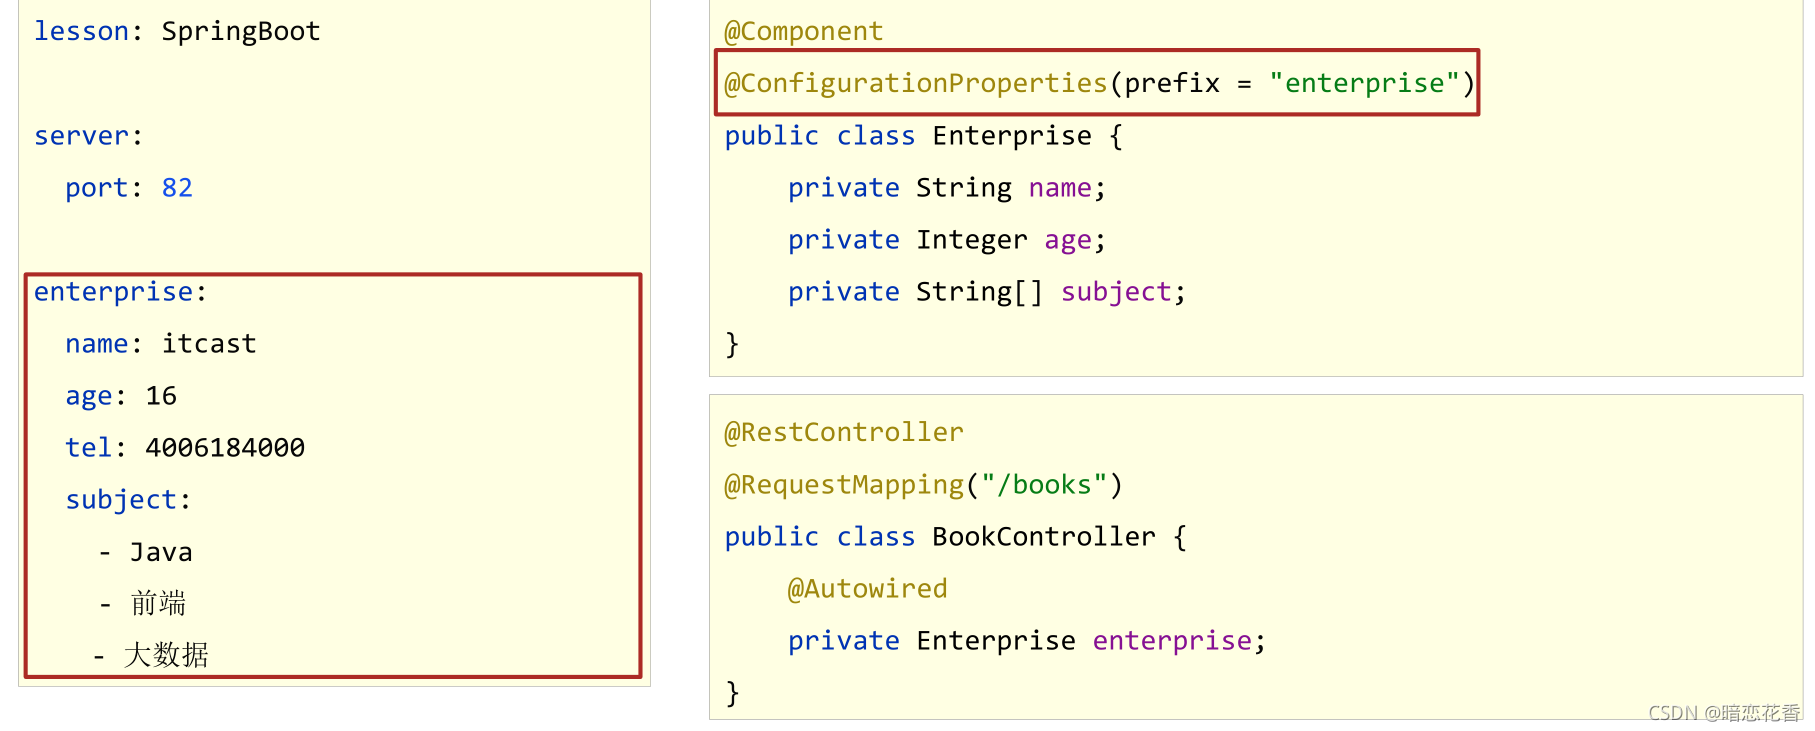 lesson: SpringBoot
server:
  port: 82
enterprise:
  name: itcast
  age: 16
  tel: 4006184000
  subject:
    - Java
    - 前端
    - 大数据
@Component
@ConfigurationProperties(prefix = "enterprise")
public class Enterprise {
    private String name;
    private Integer age;
    private String[] subject;
}
@RestController
@RequestMapping("/books")
public class BookController {
    @Autowired
    private Enterprise enterprise;
}
CSDN @暗恋花香